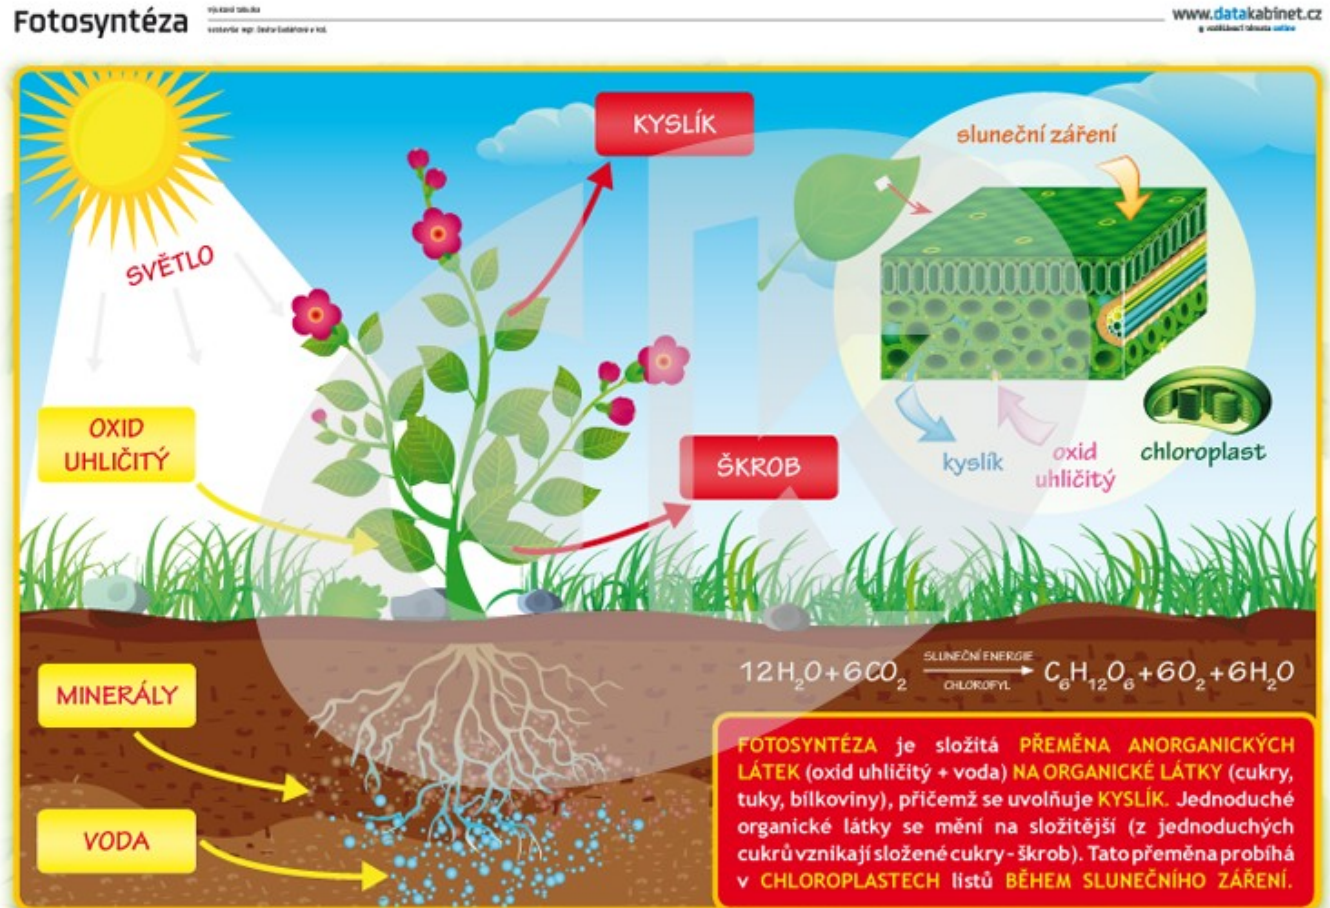 Fotosyntéza
www.datakabinet.cz
KYSLÍK
sluneční záření
SVĚTLO
OXID
UHLIČITÝ
ŠKROB
kyslík
oxid
uhličitý
chloroplast
MINERÁLY
12H₂O+6CO₂ SLUNEČNÍ ENERGIE CHLOROFYL C₆H₁₂O₆+6O₂+6H₂O
VODA
FOTOSYNTÉZA je složitá PŘEMĚNA ANORGANICKÝCH
LÁTEK (oxid uhličitý + voda) NA ORGANICKÉ LÁTKY (cukry,
tuky, bílkoviny), přičemž se uvolňuje KYSLÍK. Jednoduché
organické látky se mění na složitější (z jednoduchých
cukrů vznikají složené cukry - škrob). Tato přeměna probíhá
v CHLOROPLASTECH listů BĚHEM SLUNEČNÍHO ZÁŘENÍ.